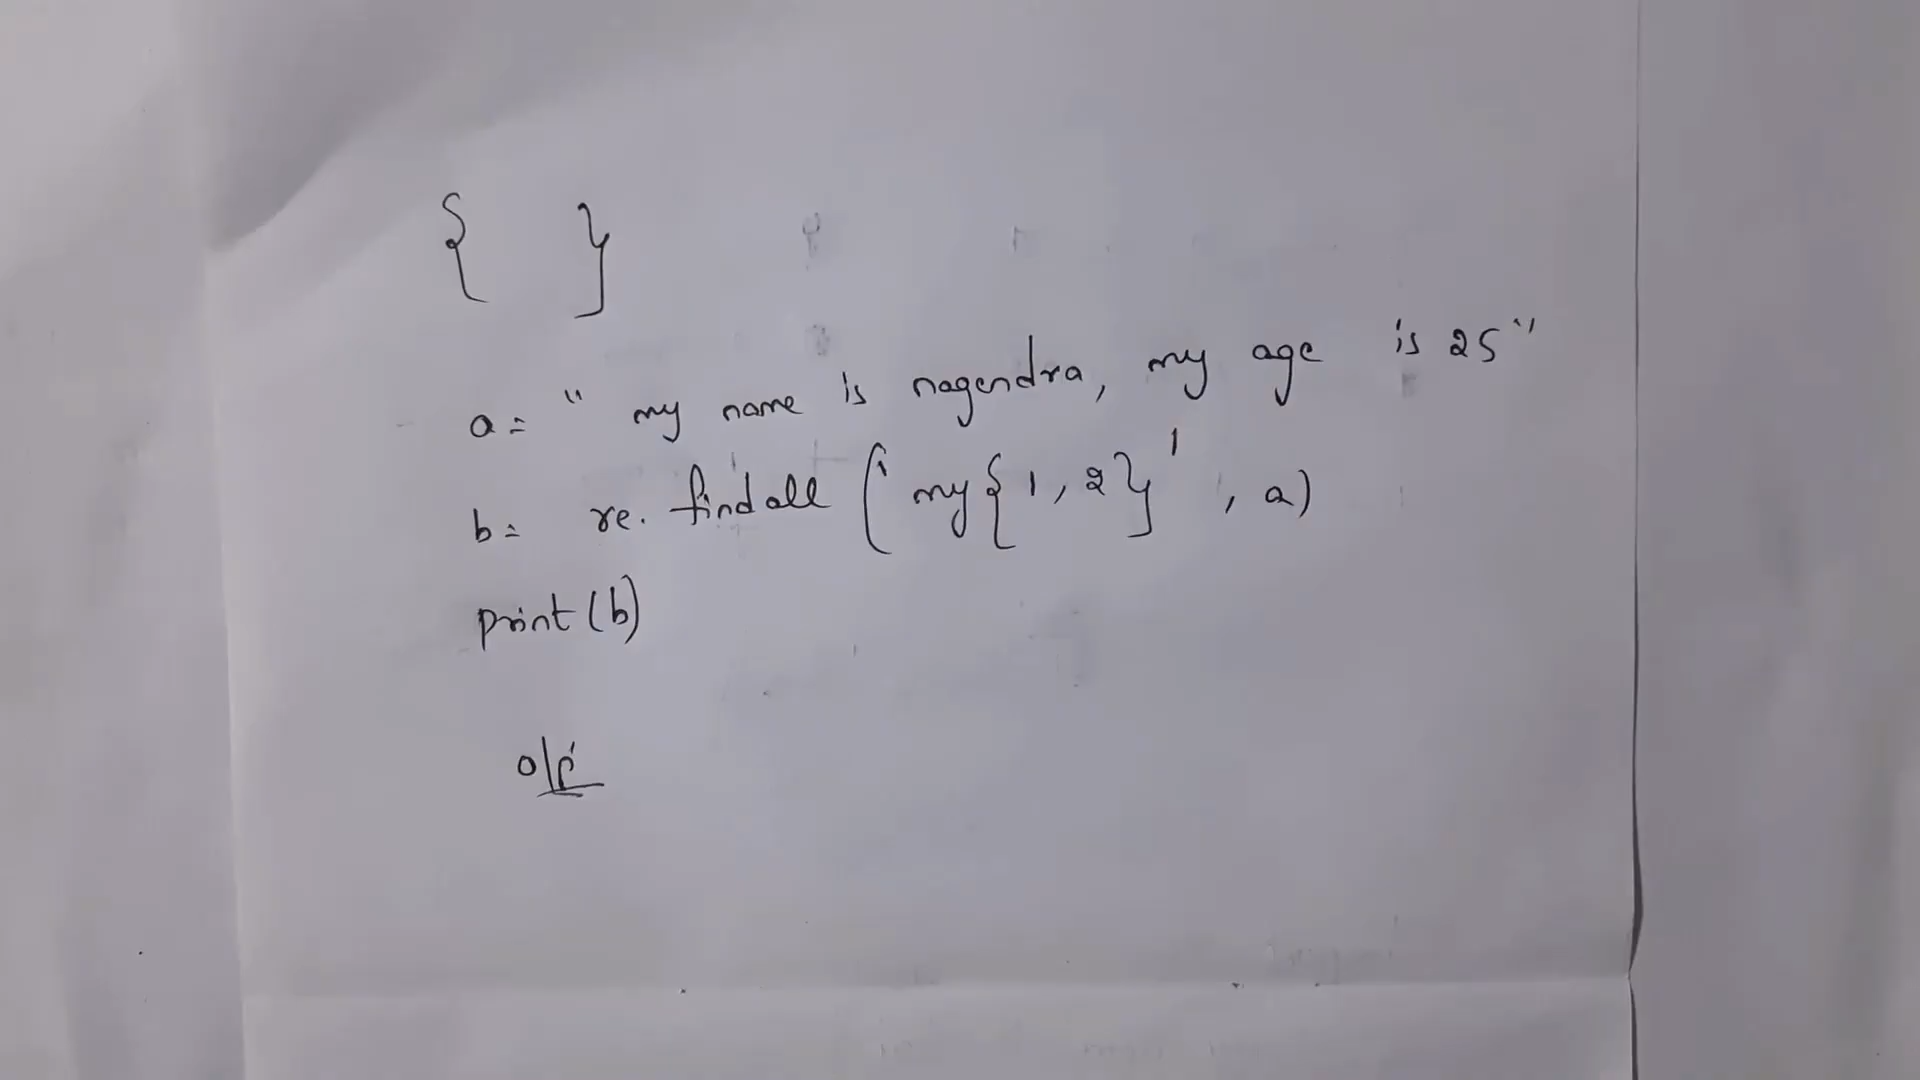 { }
a = " my name is nagendra, my age is 25"
b = re. findall ('my{1,2}' , a)
print (b)
o/p